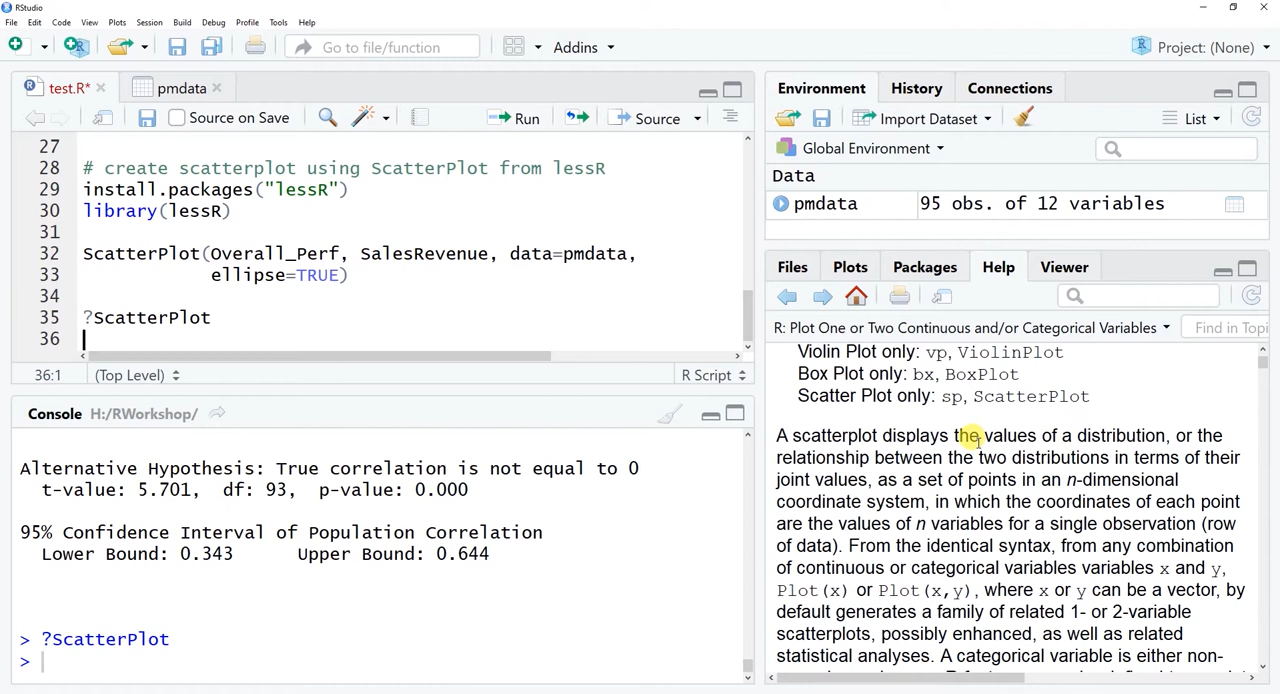 RStudio
File Edit Code View Plots Session Build Debug Profile Tools Help
Go to file/function Addins Project: (None)
test.R* pmdata
Source on Save Run Source
27
28 # create scatterplot using ScatterPlot from lessR
29 install.packages("lessR")
30 library(lessR)
31
32 ScatterPlot(Overall_Perf, SalesRevenue, data=pmdata,
33 ellipse=TRUE)
34
35 ?ScatterPlot
36
36:1 (Top Level) R Script
Console H:/RWorkshop/
Alternative Hypothesis: True correlation is not equal to 0
t-value: 5.701, df: 93, p-value: 0.000
95% Confidence Interval of Population Correlation
Lower Bound: 0.343 Upper Bound: 0.644
> ?ScatterPlot
>
Environment History Connections
Import Dataset List
Global Environment
Data
pmdata 95 obs. of 12 variables
Files Plots Packages Help Viewer
R: Plot One or Two Continuous and/or Categorical Variables Find in Topi
Violin Plot only: vp, ViolinPlot
Box Plot only: bx, BoxPlot
Scatter Plot only: sp, ScatterPlot
A scatterplot displays the values of a distribution, or the
relationship between the two distributions in terms of their
joint values, as a set of points in an n-dimensional
coordinate system, in which the coordinates of each point
are the values of n variables for a single observation (row
of data). From the identical syntax, from any combination
of continuous or categorical variables variables x and y,
Plot(x) or Plot(x,y), where x or y can be a vector, by
default generates a family of related 1- or 2-variable
scatterplots, possibly enhanced, as well as related
statistical analyses. A categorical variable is either non-